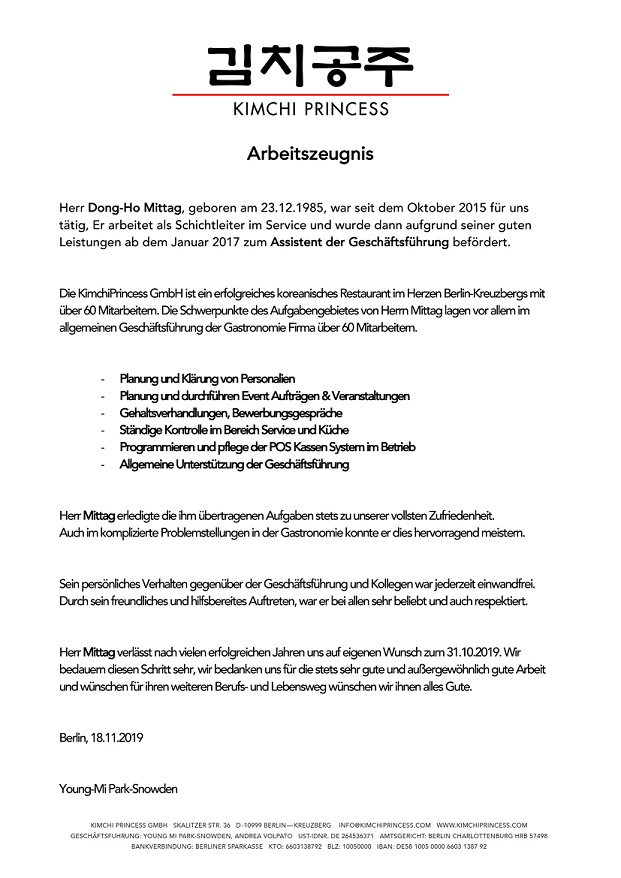 김치공주
KIMCHI PRINCESS
Arbeitszeugnis
Herr Dong-Ho Mittag, geboren am 23.12.1985, war seit dem Oktober 2015 für uns
tätig, Er arbeitet als Schichtleiter im Service und wurde dann aufgrund seiner guten
Leistungen ab dem Januar 2017 zum Assistent der Geschäftsführung befördert.
Die KimchiPrincess GmbH ist ein erfolgreiches koreanisches Restaurant im Herzen Berlin-Kreuzbergs mit
über 60 Mitarbeitern. Die Schwerpunkte des Aufgabengebietes von Herrn Mittag lagen vor allem im
allgemeinen Geschäftsführung der Gastronomie Firma über 60 Mitarbeitern.
- Planung und Klärung von Personalien
- Planung und durchführen Event Aufträgen & Veranstaltungen
- Gehaltsverhandlungen, Bewerbungsgespräche
- Ständige Kontrolle im Bereich Service und Küche
- Programmieren und pflege der POS Kassen System im Betrieb
- Allgemeine Unterstützung der Geschäftsführung
Herr Mittag erledigte die ihm übertragenen Aufgaben stets zu unserer vollsten Zufriedenheit.
Auch im komplizierte Problemstellungen in der Gastronomie konnte er dies hervorragend meistern.
Sein persönliches Verhalten gegenüber der Geschäftsführung und Kollegen war jederzeit einwandfrei.
Durch sein freundliches und hilfsbereites Auftreten, war er bei allen sehr beliebt und auch respektiert.
Herr Mittag verlässt nach vielen erfolgreichen Jahren uns auf eigenen Wunsch zum 31.10.2019. Wir
bedauern diesen Schritt sehr, wir bedanken uns für die stets sehr gute und außergewöhnlich gute Arbeit
und wünschen für ihren weiteren Berufs- und Lebensweg wünschen wir ihnen alles Gute.
Berlin, 18.11.2019
Young-Mi Park-Snowden
KIMCHI PRINCESS GMBH SKALITZER STR. 36 D-10999 BERLIN—KREUZBERG INFO@KIMCHIPRINCESS.COM WWW.KIMCHIPRINCESS.COM
GESCHÄFTSFUHRUNG: YOUNG MI PARK-SNOWDEN, ANDREA VOLPATO UST-IDNR. DE 264536371 AMTSGERICHT: BERLIN CHARLOTTENBURG HRB 57498
BANKVERBINDUNG: BERLINER SPARKASSE KTO: 6603138792 BLZ: 10050000 IBAN: DE58 1005 0000 6603 1387 92